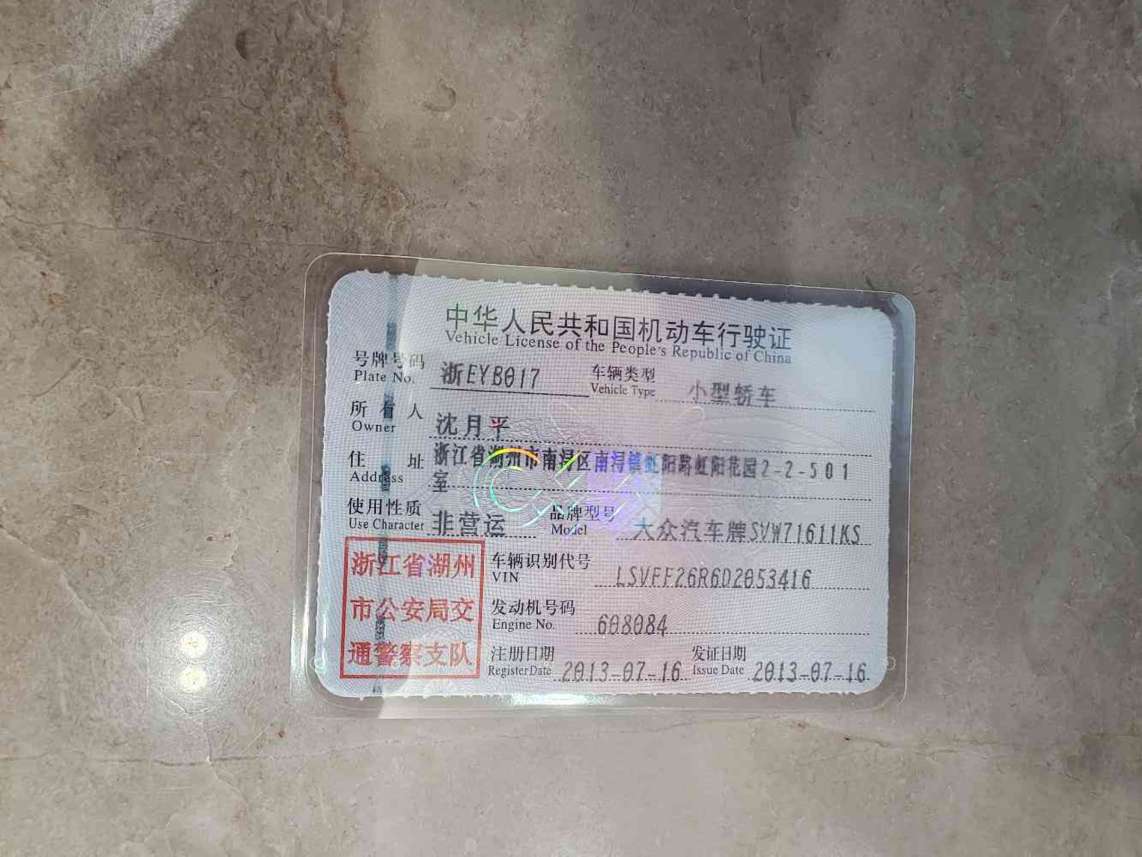 中华人民共和国机动车行驶证
Vehicle License of the People's Republic of China
号牌号码 浙EYB017 车辆类型 小型轿车
Plate No. Vehicle Type
所有人 沈月平
Owner
住址 浙江省湖州市南浔区南浔镇虹阳路虹阳花园2-2-501
Address 室
使用性质 非营运 品牌型号 大众汽车牌SVW71611KS
Use Character Model
浙江省湖州 车辆识别代号 LSVFF26R6D2053416
VIN
市公安局交 发动机号码 608084
Engine No.
通警察支队 注册日期 2013-07-16 发证日期 2013-07-16
Register Date Issue Date